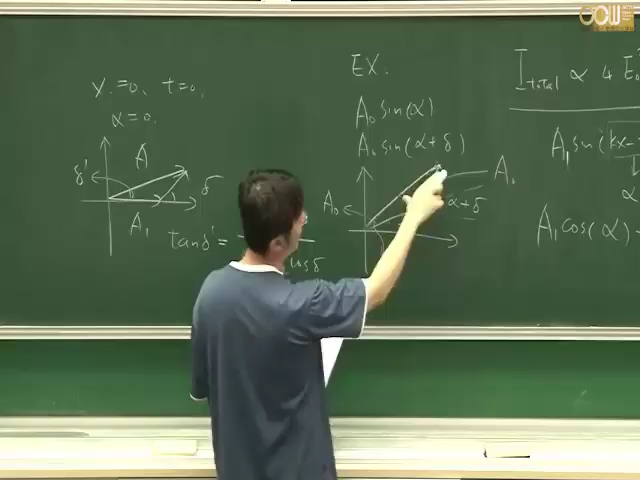 x=0, t=0,
α=0.
δ'
A
δ
A₁
tanδ' =
cosδ
EX.
A₀ sin(α)
A₀ sin(α+δ)
A₀
A₀
α+δ
I total ∝ 4 E₀
A₁ sin(kx-
α
A₁ cos(α)